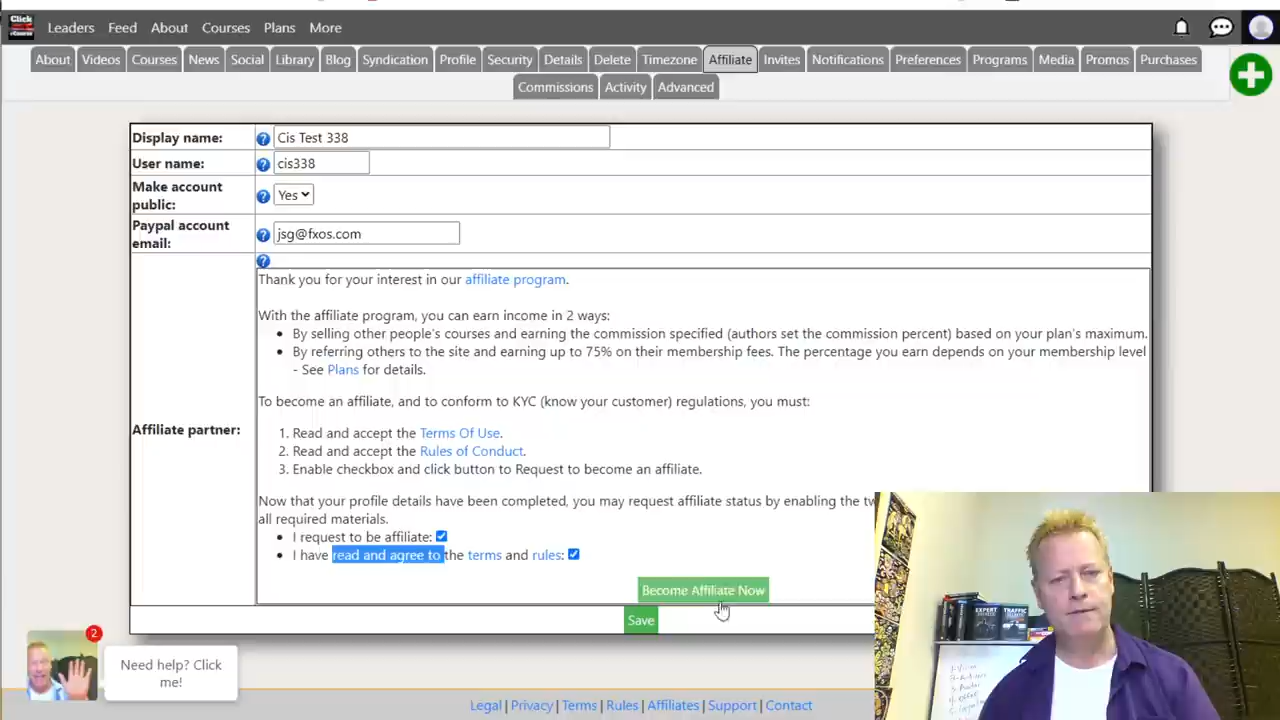 Click
eCourse
Leaders Feed About Courses Plans More
About Videos Courses News Social Library Blog Syndication Profile Security Details Delete Timezone Affiliate Invites Notifications Preferences Programs Media Promos Purchases
Commissions Activity Advanced
Display name: Cis Test 338
User name: cis338
Make account public: Yes
Paypal account email: jsg@fxos.com
Thank you for your interest in our affiliate program.
With the affiliate program, you can earn income in 2 ways:
• By selling other people's courses and earning the commission specified (authors set the commission percent) based on your plan's maximum.
• By referring others to the site and earning up to 75% on their membership fees. The percentage you earn depends on your membership level
- See Plans for details.
To become an affiliate, and to conform to KYC (know your customer) regulations, you must:
Affiliate partner:
1. Read and accept the Terms Of Use.
2. Read and accept the Rules of Conduct.
3. Enable checkbox and click button to Request to become an affiliate.
Now that your profile details have been completed, you may request affiliate status by enabling the tw
all required materials.
• I request to be affiliate:
• I have read and agree to the terms and rules:
Become Affiliate Now
Save
2
Need help? Click
me!
EXPERT
TRAFFIC
SECRETS
Legal | Privacy | Terms | Rules | Affiliates | Support | Contact